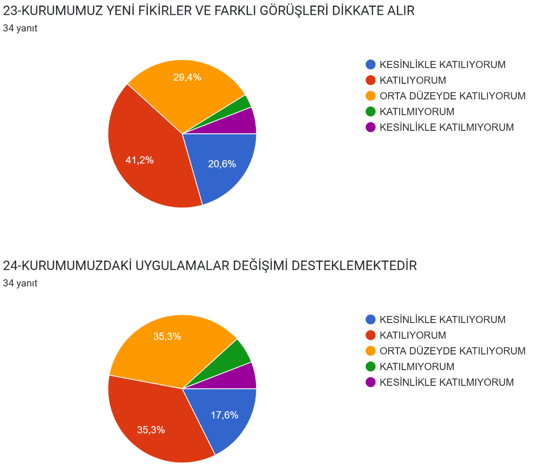 23-KURUMUMUZ YENİ FİKİRLER VE FARKLI GÖRÜŞLERİ DİKKATE ALIR
34 yanıt
KESİNLİKLE KATILIYORUM
KATILIYORUM
ORTA DÜZEYDE KATILIYORUM
KATILMIYORUM
KESİNLİKLE KATILMIYORUM
29,4%
41,2%
20,6%
24-KURUMUMUZDAKİ UYGULAMALAR DEĞİŞİMİ DESTEKLEMEKTEDİR
34 yanıt
KESİNLİKLE KATILIYORUM
KATILIYORUM
ORTA DÜZEYDE KATILIYORUM
KATILMIYORUM
KESİNLİKLE KATILMIYORUM
35,3%
35,3%
17,6%